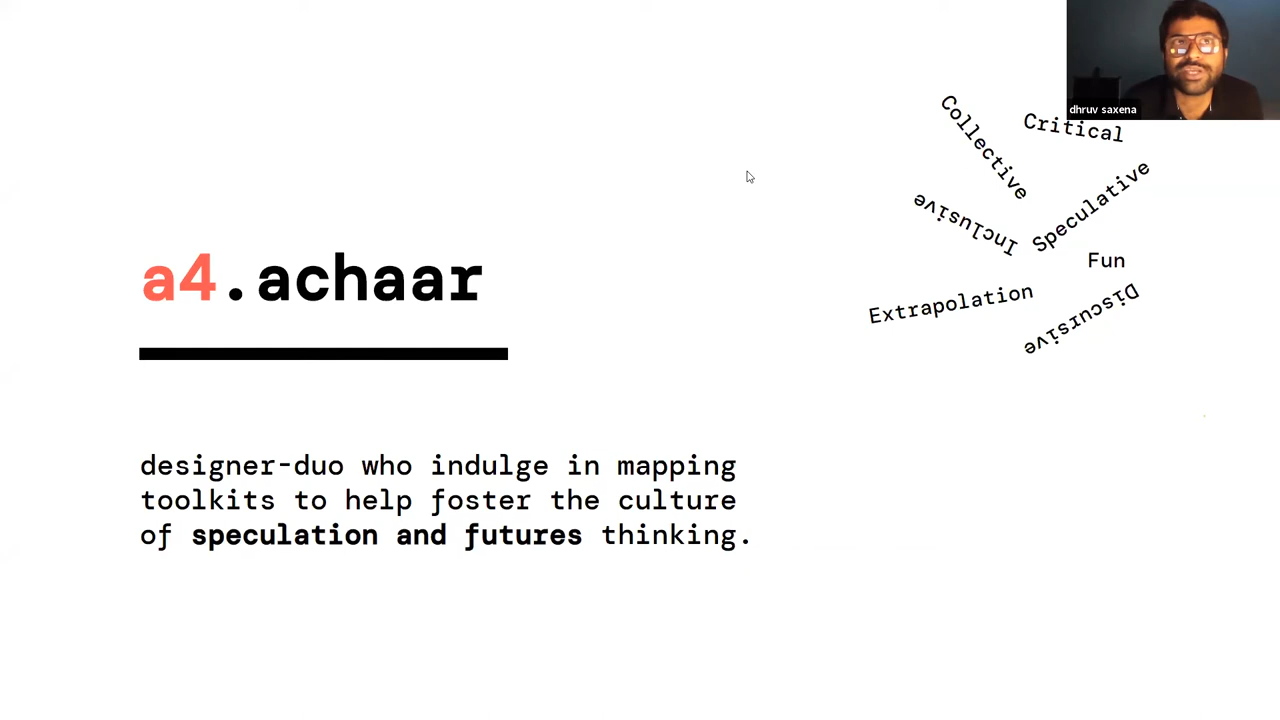 dhruv saxena
Collective
Critical
Speculative
Inclusive
Fun
Extrapolation
Discursive
a4.achaar
designer-duo who indulge in mapping
toolkits to help foster the culture
of speculation and futures thinking.